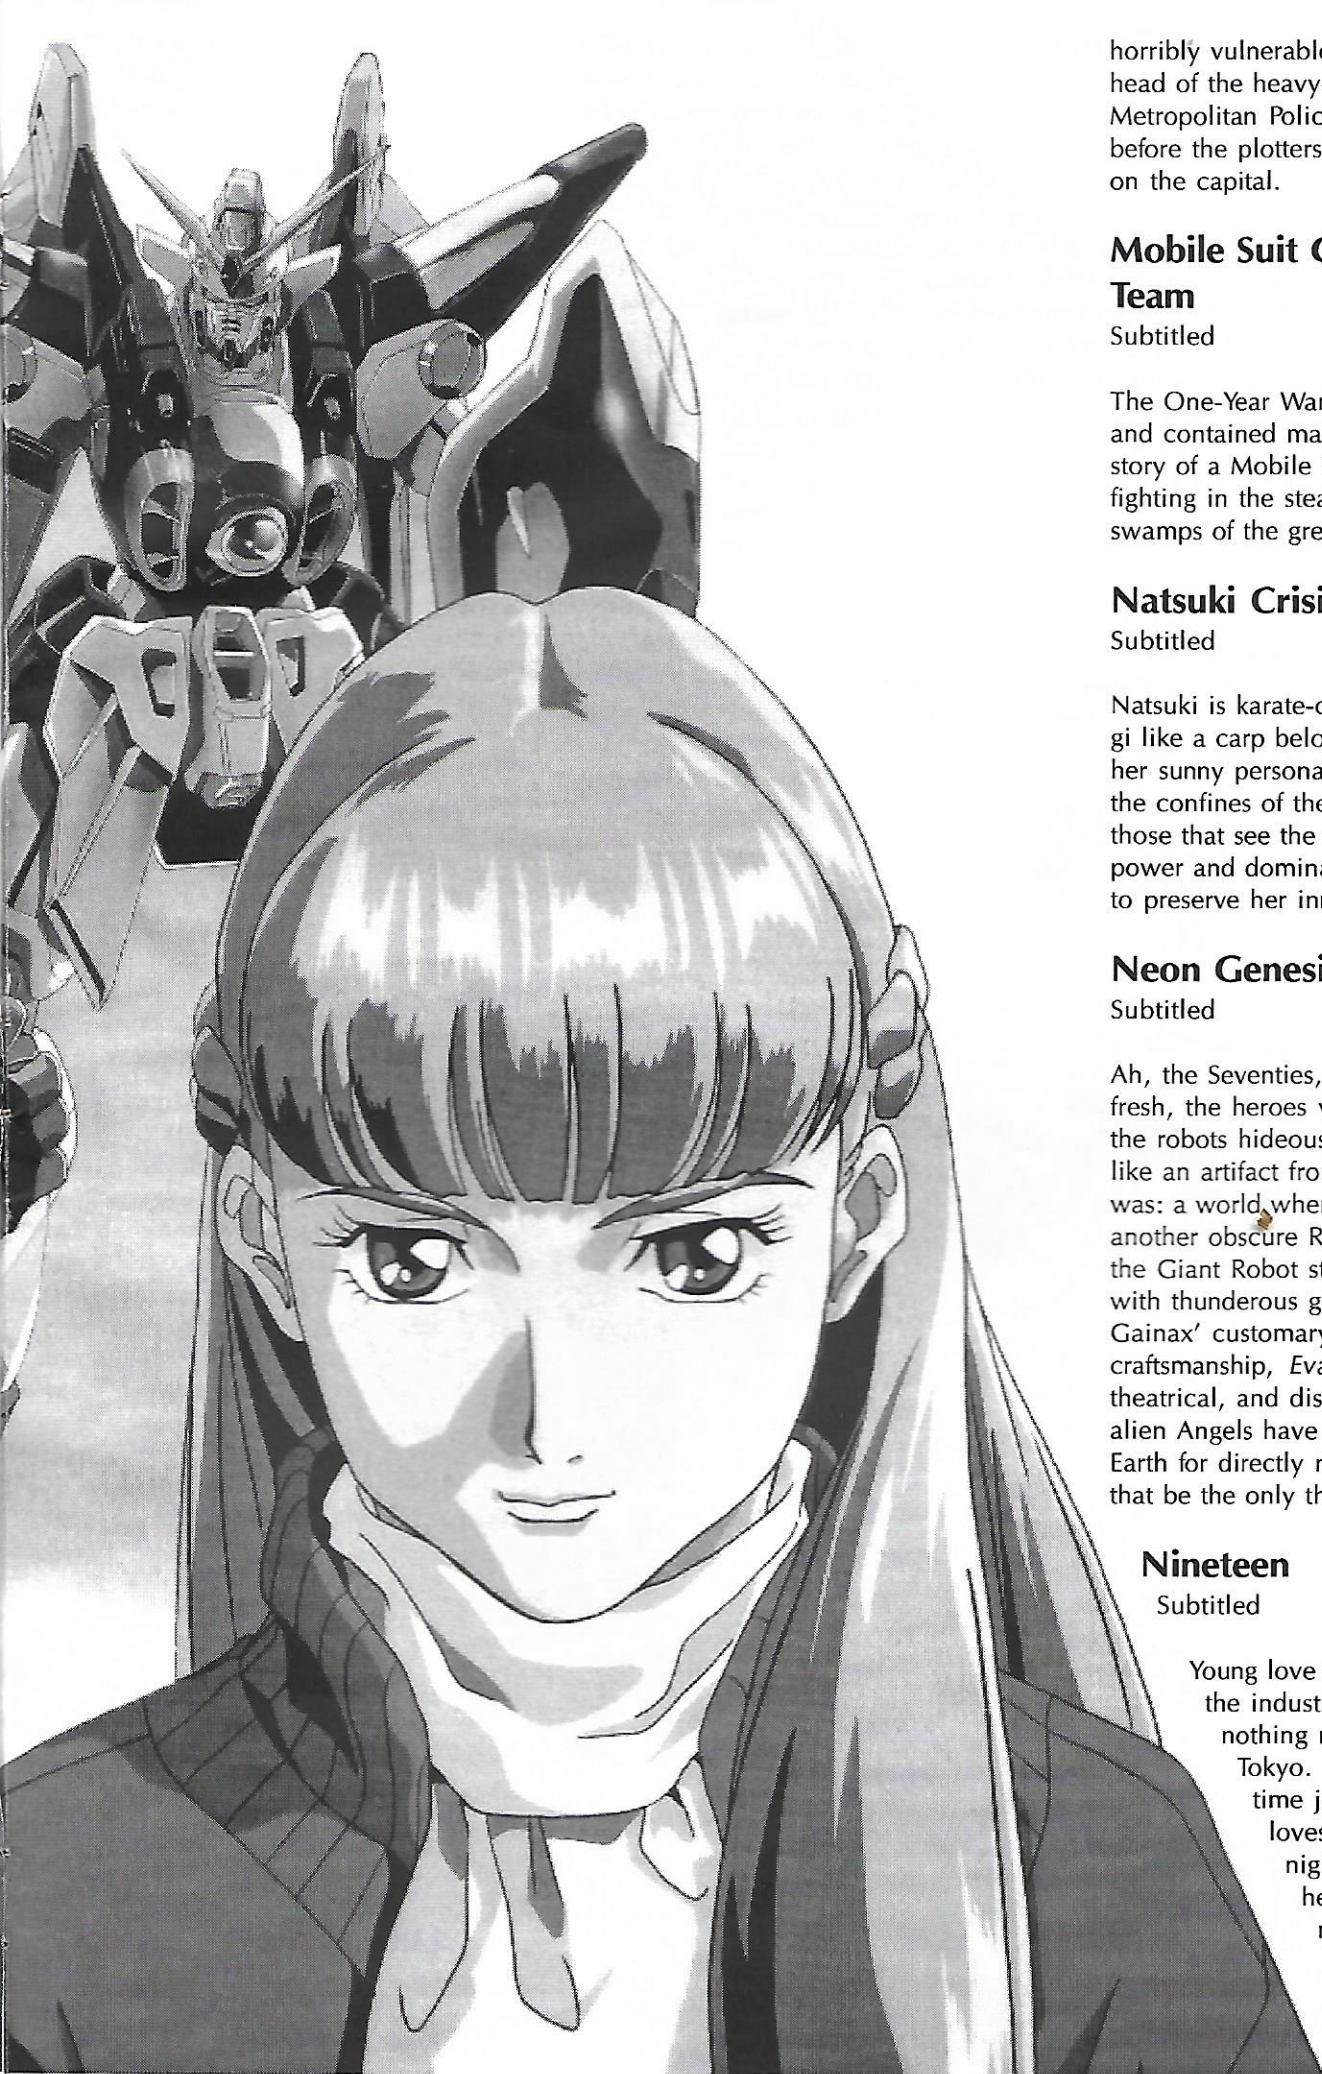 horribly vulnerable
head of the heavy-
Metropolitan Polic
before the plotters
on the capital.
Mobile Suit G
Team
Subtitled
The One-Year War
and contained ma
story of a Mobile
fighting in the stea
swamps of the gre
Natsuki Crisi
Subtitled
Natsuki is karate-c
gi like a carp belo
her sunny persona
the confines of the
those that see the
power and domina
to preserve her inn
Neon Genesi
Subtitled
Ah, the Seventies,
fresh, the heroes v
the robots hideous
like an artifact fro
was: a world wher
another obscure R
the Giant Robot st
with thunderous g
Gainax' customary
craftsmanship, Eva
theatrical, and dis
alien Angels have
Earth for directly r
that be the only th
Nineteen
Subtitled
Young love
the indust
nothing r
Tokyo.
time j
loves
nig
he
r